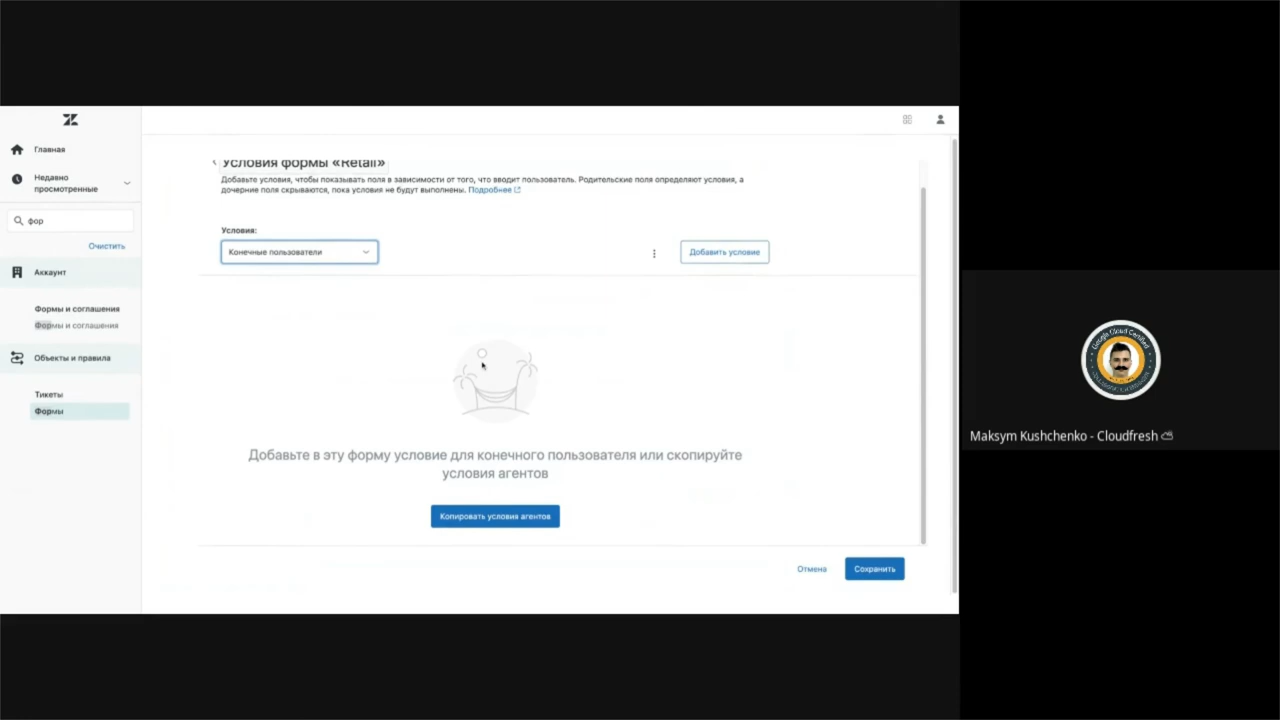 Главная
Недавно
просмотренные
фор
Очистить
Аккаунт
Формы и соглашения
Формы и соглашения
Объекты и правила
Тикеты
Формы
Условия формы «Retail»
Добавьте условия, чтобы показывать поля в зависимости от того, что вводит пользователь. Родительские поля определяют условия, а
дочерние поля скрываются, пока условия не будут выполнены. Подробнее
Условия:
Конечные пользователи
Добавить условие
Добавьте в эту форму условие для конечного пользователя или скопируйте
условия агентов
Копировать условия агентов
Отмена
Сохранить
Google Cloud Certified
Maksym Kushchenko - Cloudfresh